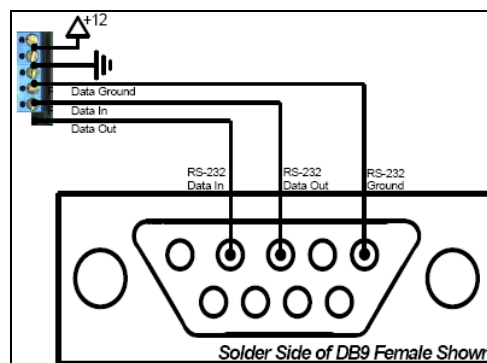 +12
Data Ground
Data In
Data Out
RS-232 Data In
RS-232 Data Out
RS-232 Ground
Solder Side of DB9 Female Shown